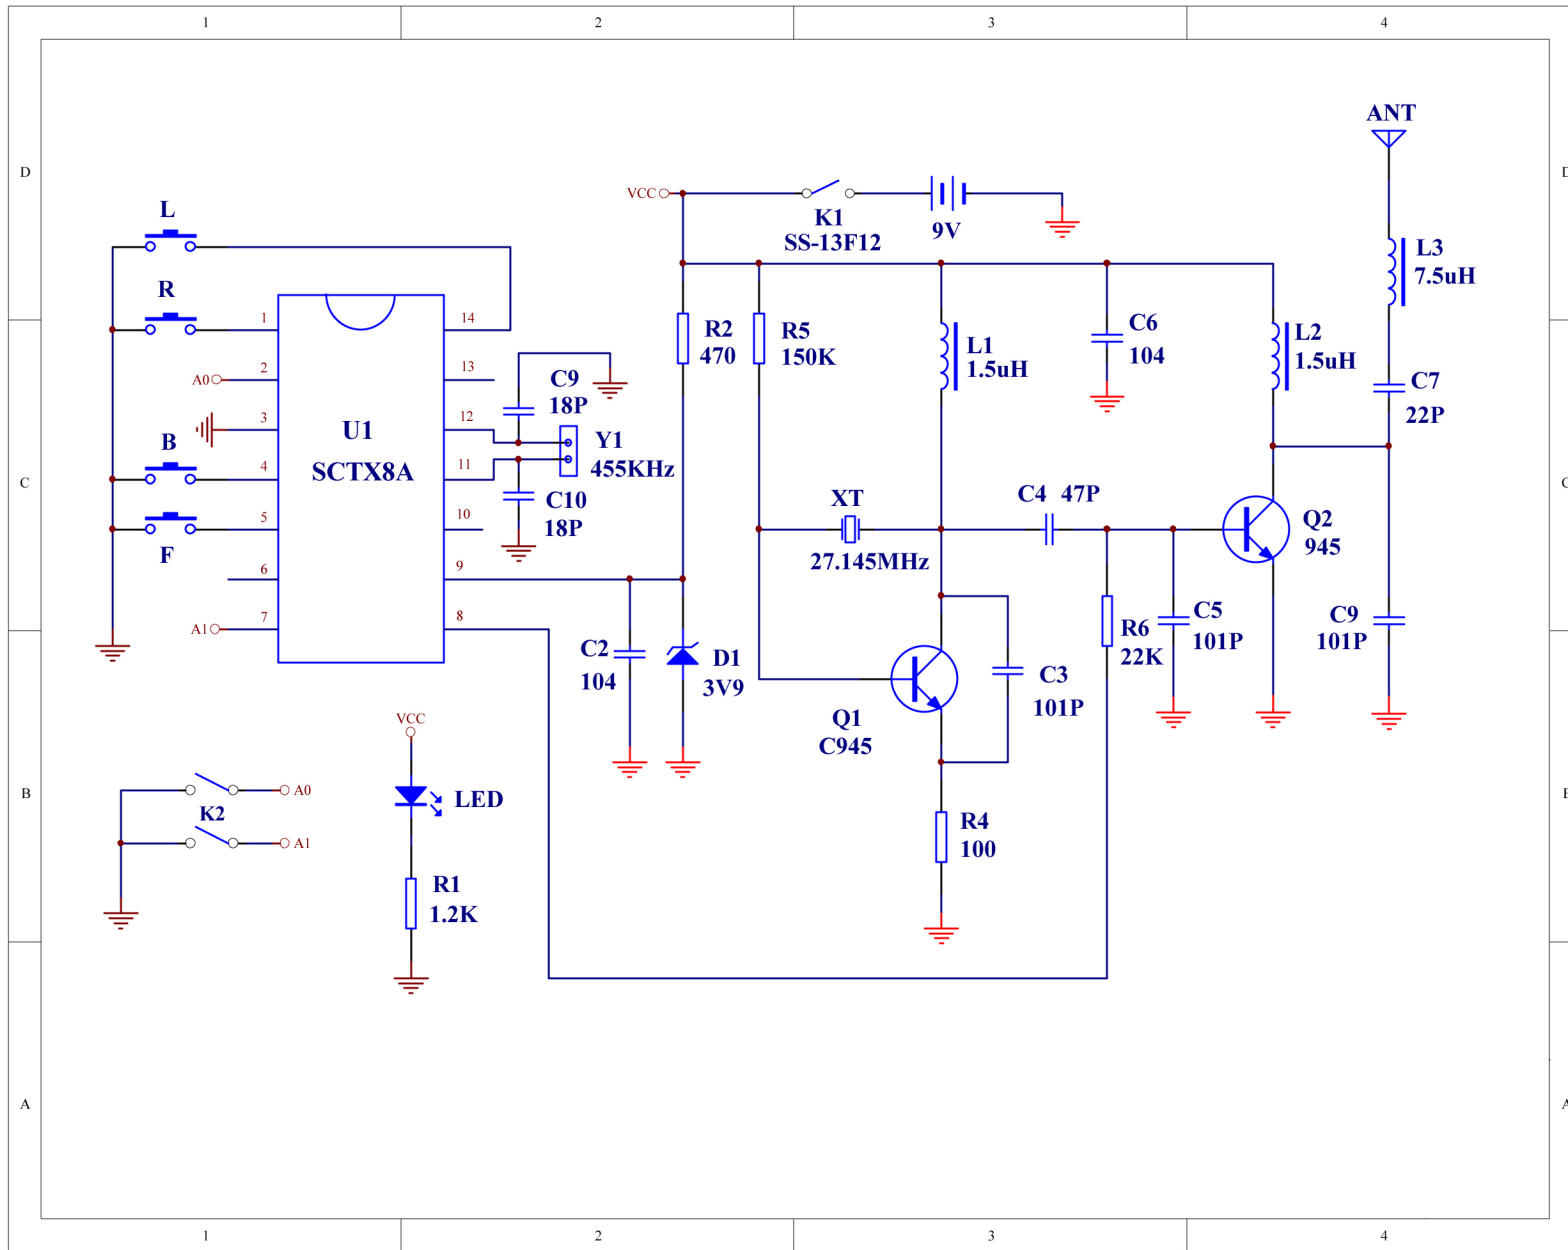 1 2 3 4
ANT
D D
VCC
K1
SS-13F12
9V
L
L3
7.5uH
R
1 14
R2
470
R5
150K
L1
1.5uH
C6
104
L2
1.5uH
A0 2 13
C9
18P
C7
22P
3 12
U1
SCTX8A
Y1
455KHz
B
4 11
C C
C10
18P
C4 47P
XT
27.145MHz
Q2
945
5 10
F
6 9
A1 7 8
C2
104
D1
3V9
R6
22K
C5
101P
C9
101P
C3
101P
Q1
C945
VCC
LED
A0
K2
A1
B
R4
100
R1
1.2K
A A
1 2 3 4